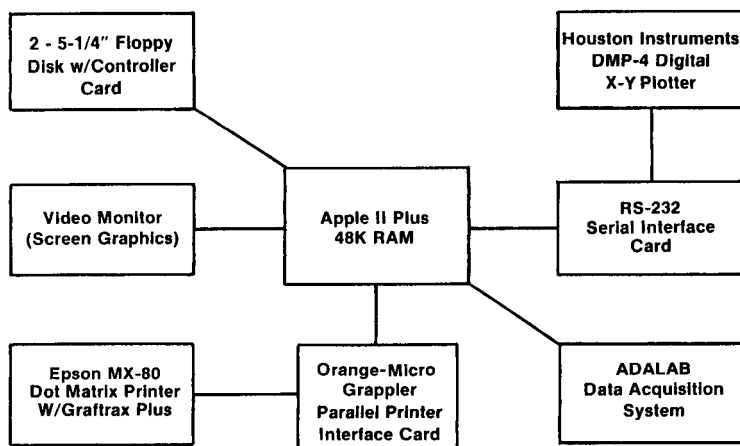 2 - 5-1/4" Floppy
Disk w/Controller
Card
Houston Instruments
DMP-4 Digital
X-Y Plotter
Video Monitor
(Screen Graphics)
Apple II Plus
48K RAM
RS-232
Serial Interface
Card
Epson MX-80
Dot Matrix Printer
W/Graftrax Plus
Orange-Micro
Grappler
Parallel Printer
Interface Card
ADALAB
Data Acquisition
System